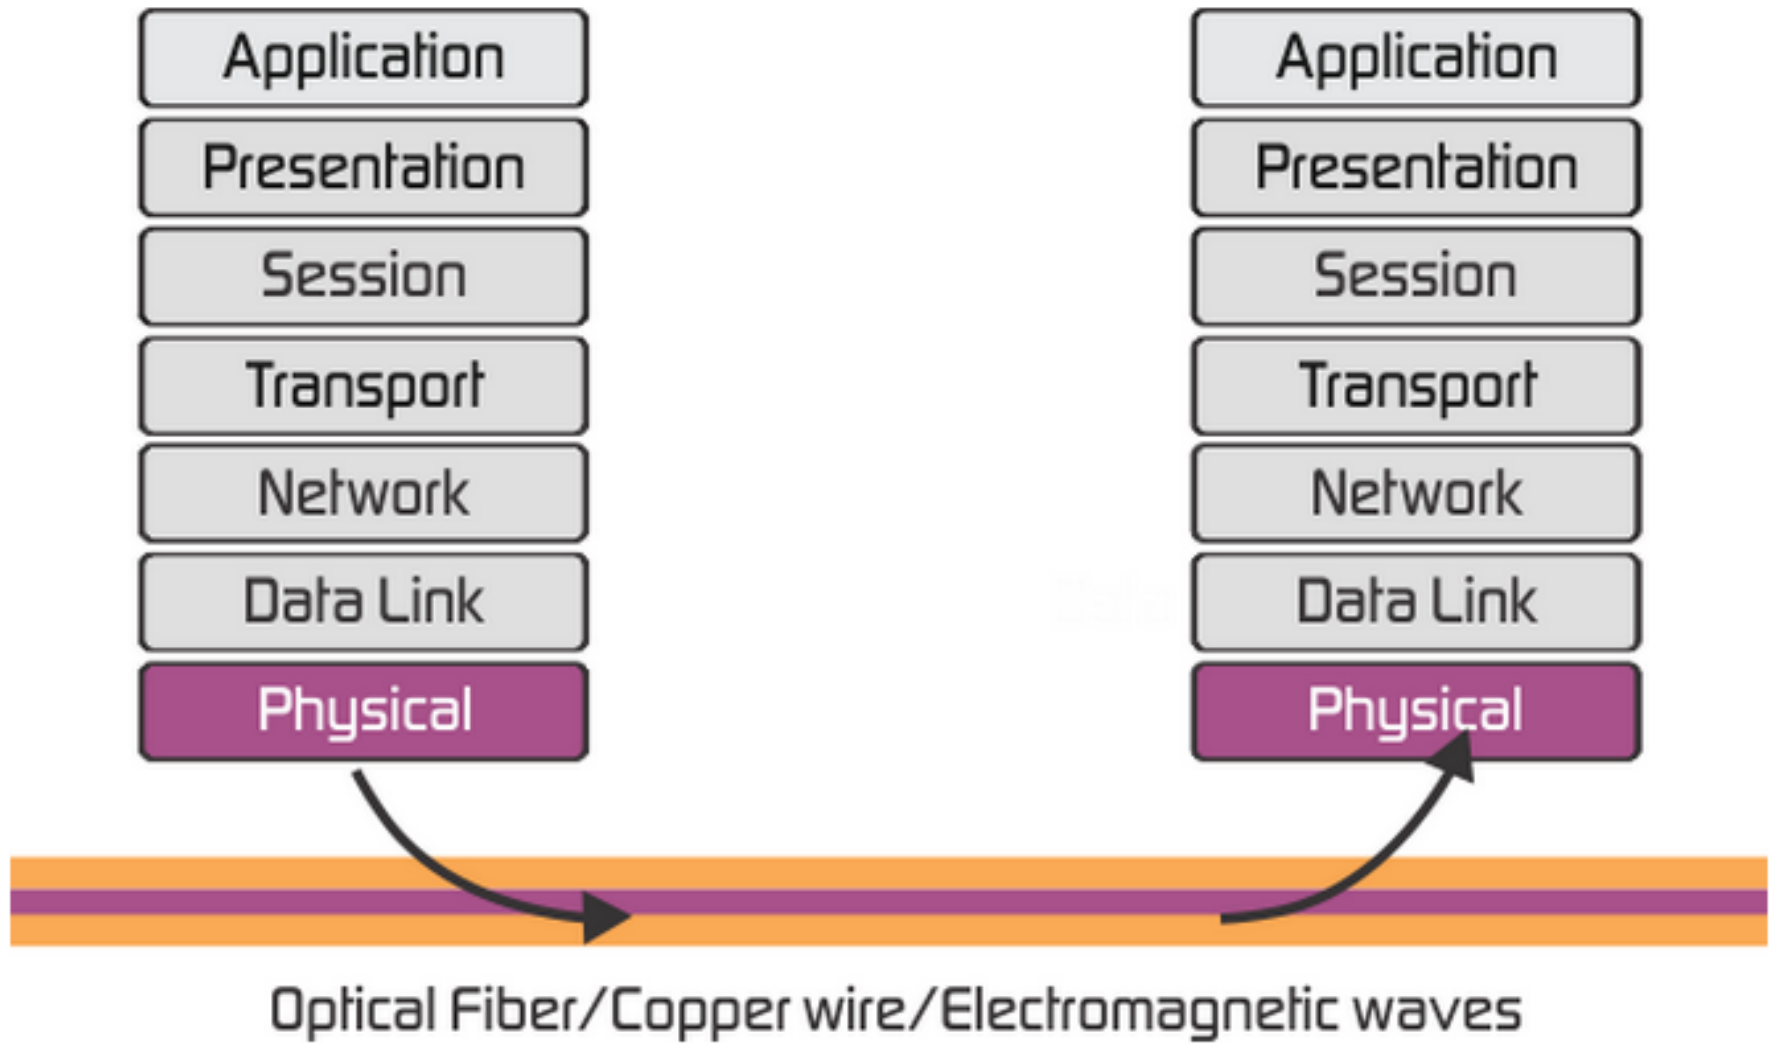 Application
Presentation
Session
Transport
Network
Data Link
Physical
Application
Presentation
Session
Transport
Network
Data Link
Physical
Optical Fiber/Copper wire/Electromagnetic waves